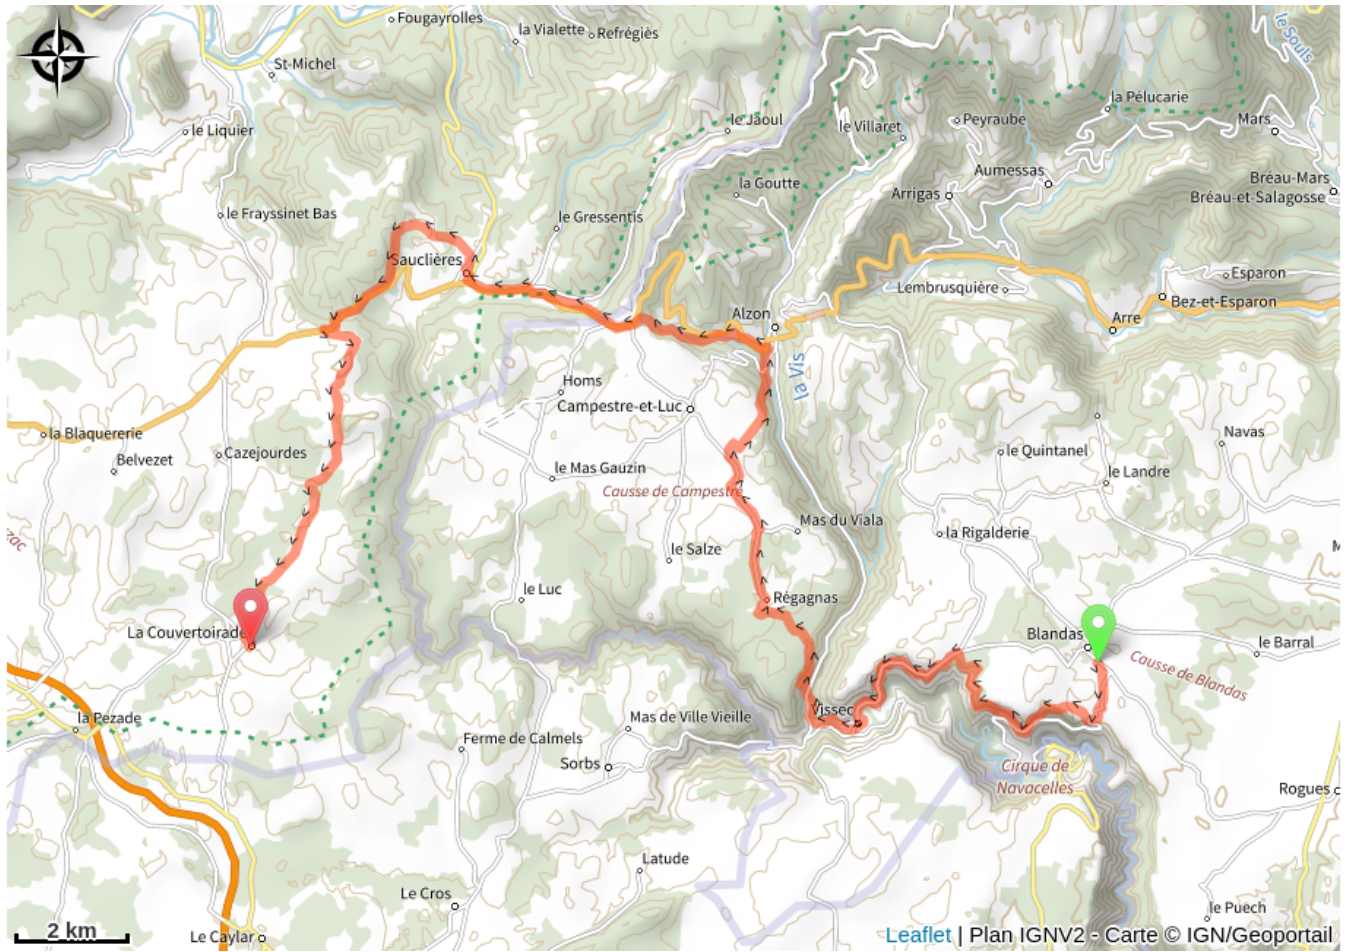 Fougayrolles
la Vialette
Refrégiès
le Souls
St-Michel
la Pélucarie
le Jaoul
le Villaret
Peyraube
Mars
le Liquier
Aumessas
Bréau-Mars
la Goutte
Arrigas
Bréau-et-Salagosse
le Frayssinet Bas
le Gressentis
Sauclières
Esparon
Lembrusquière
Bez-et-Esparon
Alzon
Arre
la Vis
Homs
Campestre-et-Luc
la Blaquererie
Navas
Cazejourdes
le Quintanel
Belvezet
le Mas Gauzin
le Landre
Causse de Campestre
Mas du Viala
la Rigalderie
zac
M
le Salze
le Luc
Régagnas
La Couvertoirade
Blandas
le Barral
Causse de Blandas
Vissec
la Pezade
Mas de Ville Vieille
Ferme de Calmels
Sorbs
Cirque de
Navacelles
Rogues
Latude
Le Cros
le Puech
2 km
Le Caylar
Leaflet | Plan IGNV2 - Carte © IGN/Geoportail